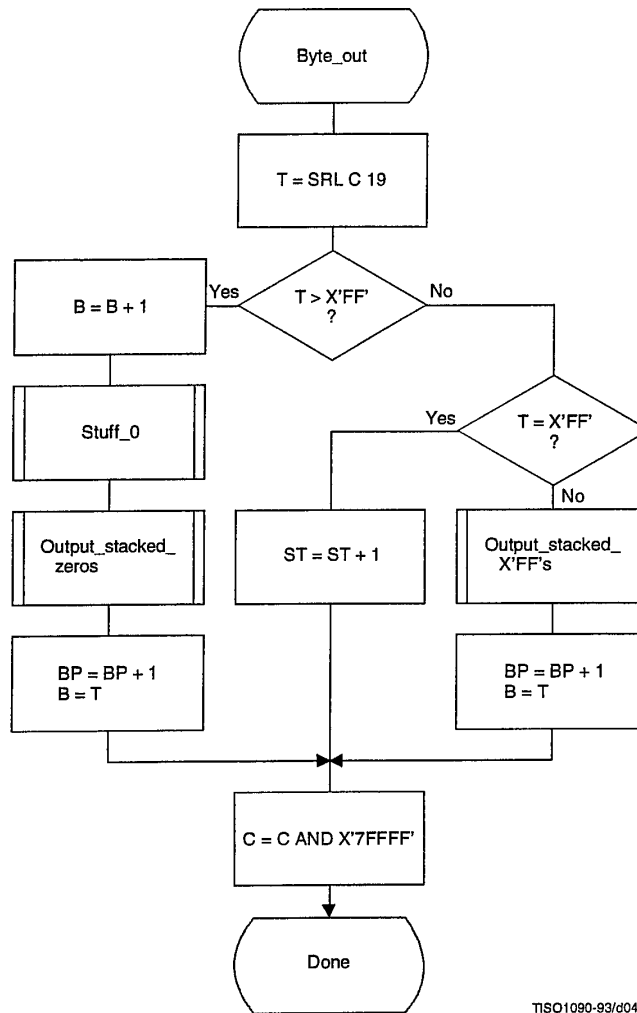 Byte_out
T = SRL C 19
T > X'FF'
?
Yes
No
B = B + 1
Stuff_0
Output_stacked_
zeros
BP = BP + 1
B = T
T = X'FF'
?
Yes
No
ST = ST + 1
Output_stacked_
X'FF's
BP = BP + 1
B = T
C = C AND X'7FFFF'
Done
TISO1090-93/d04